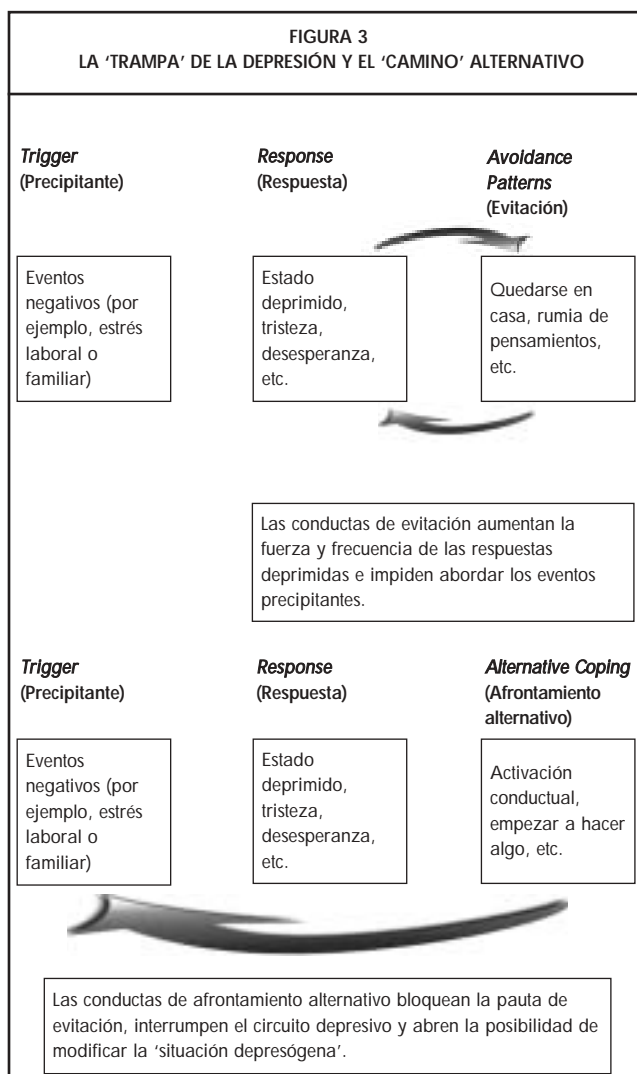 FIGURA 3
LA ‘TRAMPA’ DE LA DEPRESIÓN Y EL ‘CAMINO’ ALTERNATIVO
Trigger
(Precipitante)
Response
(Respuesta)
Avoidance
Patterns
(Evitación)
Eventos
negativos (por
ejemplo, estrés
laboral o
familiar)
Estado
deprimido,
tristeza,
desesperanza,
etc.
Quedarse en
casa, rumia de
pensamientos,
etc.
Las conductas de evitación aumentan la
fuerza y frecuencia de las respuestas
deprimidas e impiden abordar los eventos
precipitantes.
Trigger
(Precipitante)
Response
(Respuesta)
Alternative Coping
(Afrontamiento
alternativo)
Eventos
negativos (por
ejemplo, estrés
laboral o
familiar)
Estado
deprimido,
tristeza,
desesperanza,
etc.
Activación
conductual,
empezar a hacer
algo, etc.
Las conductas de afrontamiento alternativo bloquean la pauta de
evitación, interrumpen el circuito depresivo y abren la posibilidad de
modificar la ‘situación depresógena’.